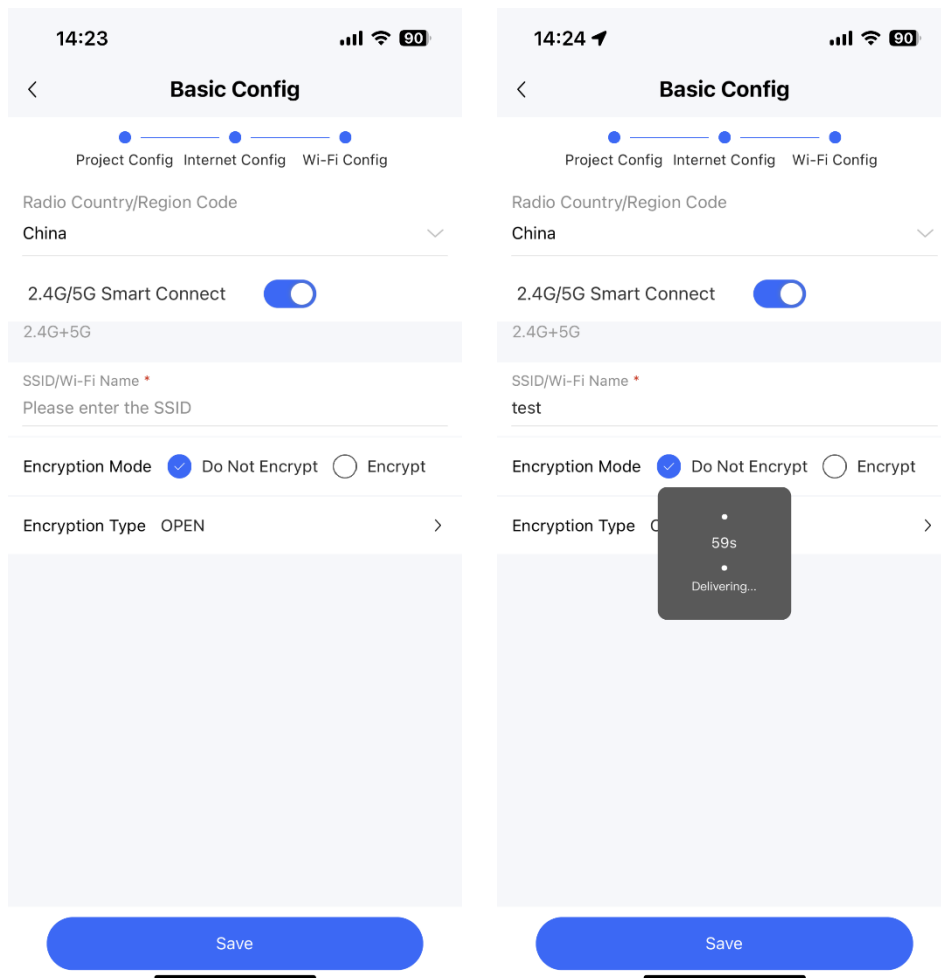 14:23
90
Basic Config
Project Config Internet Config Wi-Fi Config
Radio Country/Region Code
China
2.4G/5G Smart Connect
2.4G+5G
SSID/Wi-Fi Name *
Please enter the SSID
Encryption Mode Do Not Encrypt Encrypt
Encryption Type OPEN
Save
14:24
90
Basic Config
Project Config Internet Config Wi-Fi Config
Radio Country/Region Code
China
2.4G/5G Smart Connect
2.4G+5G
SSID/Wi-Fi Name *
test
Encryption Mode Do Not Encrypt Encrypt
Encryption Type
59s
Delivering...
Save